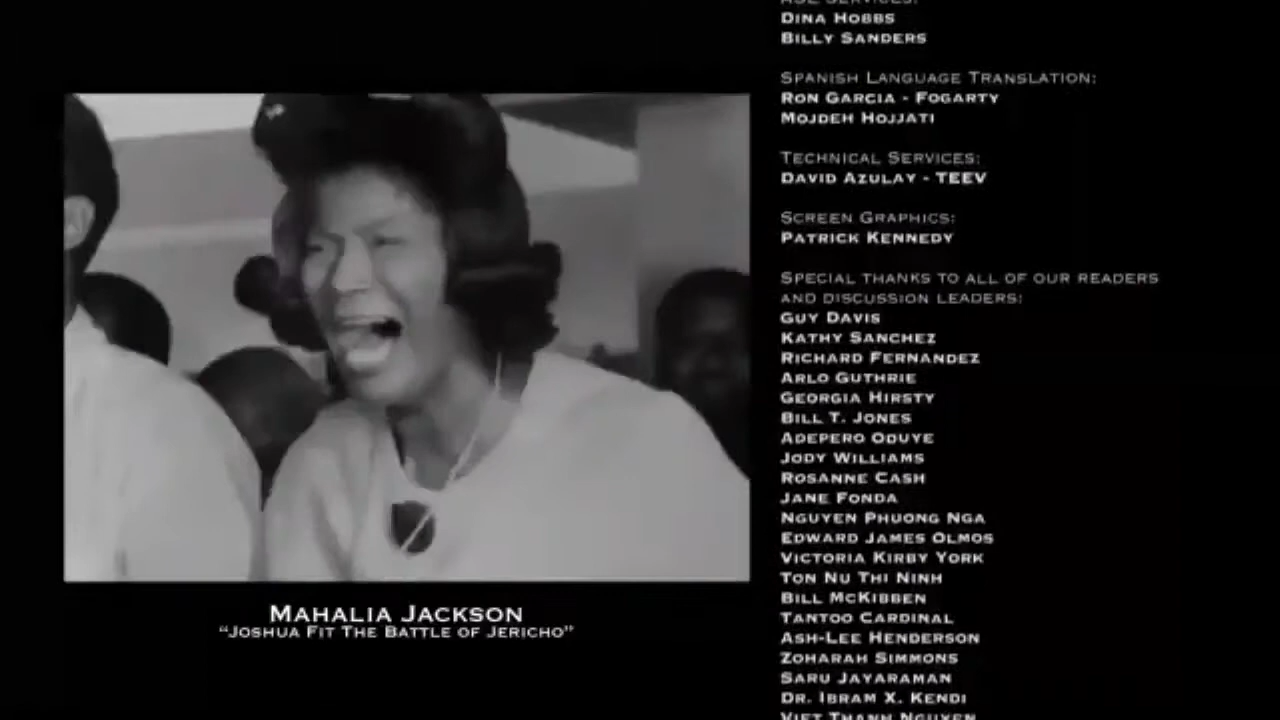 DINA HOBBS
BILLY SANDERS
SPANISH LANGUAGE TRANSLATION:
RON GARCIA - FOGARTY
MOJDEH HOJJATI
TECHNICAL SERVICES:
DAVID AZULAY - TEEV
SCREEN GRAPHICS:
PATRICK KENNEDY
SPECIAL THANKS TO ALL OF OUR READERS
AND DISCUSSION LEADERS:
GUY DAVIS
KATHY SANCHEZ
RICHARD FERNANDEZ
ARLO GUTHRIE
GEORGIA HIRSTY
BILL T. JONES
ADEPERO ODUYE
JODY WILLIAMS
ROSANNE CASH
JANE FONDA
NGUYEN PHUONG NGA
EDWARD JAMES OLMOS
VICTORIA KIRBY YORK
TON NU THI NINH
BILL MCKIBBEN
TANTOO CARDINAL
ASH-LEE HENDERSON
ZOHARAH SIMMONS
SARU JAYARAMAN
DR. IBRAM X. KENDI
VIET THANH NGUYEN
MAHALIA JACKSON
“JOSHUA FIT THE BATTLE OF JERICHO”